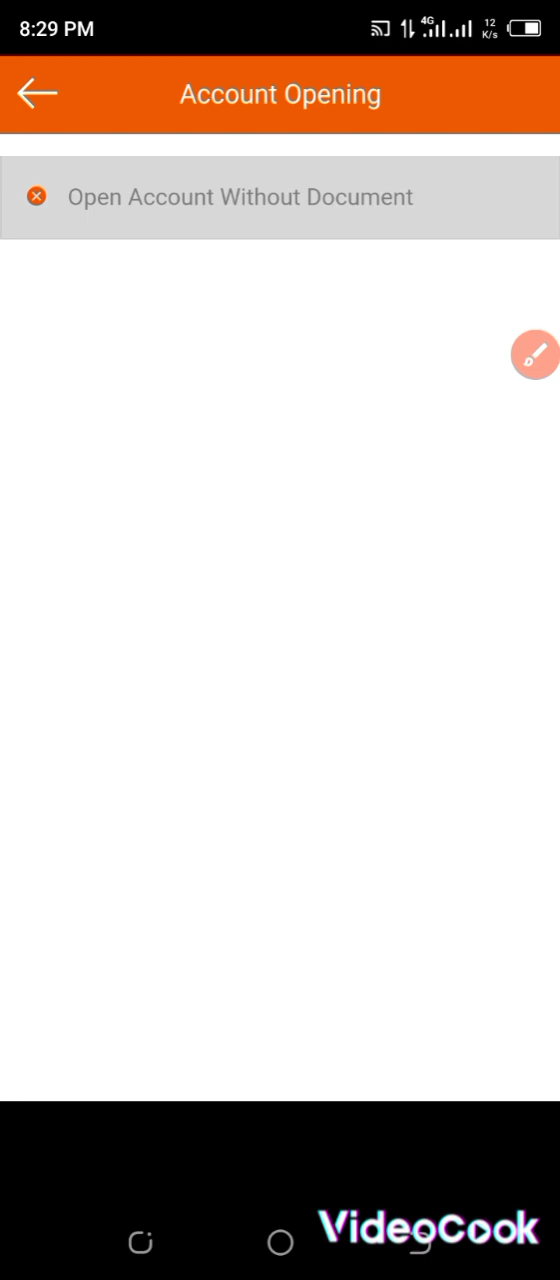 8:29 PM
4G
12
K/s
Account Opening
Open Account Without Document
VideoCook